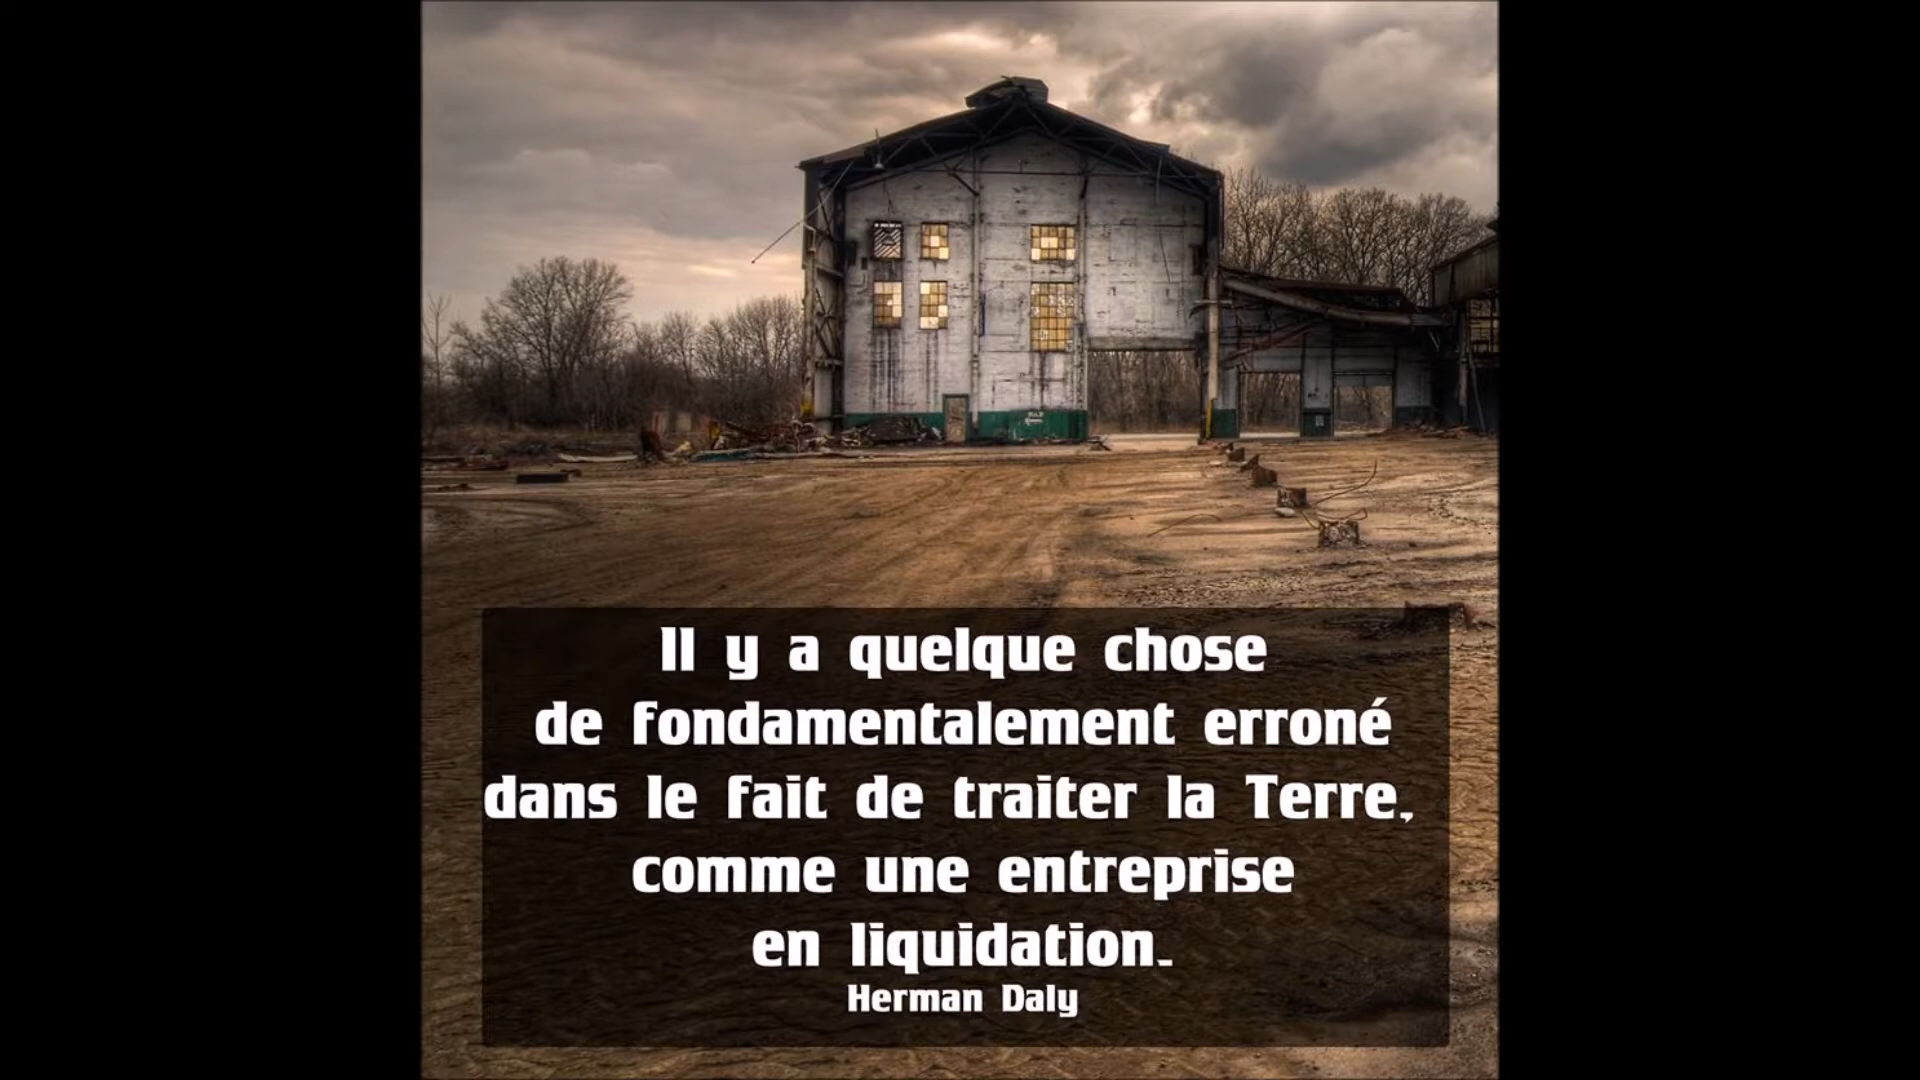 Il y a quelque chose
de fondamentalement erroné
dans le fait de traiter la Terre,
comme une entreprise
en liquidation.
Herman Daly